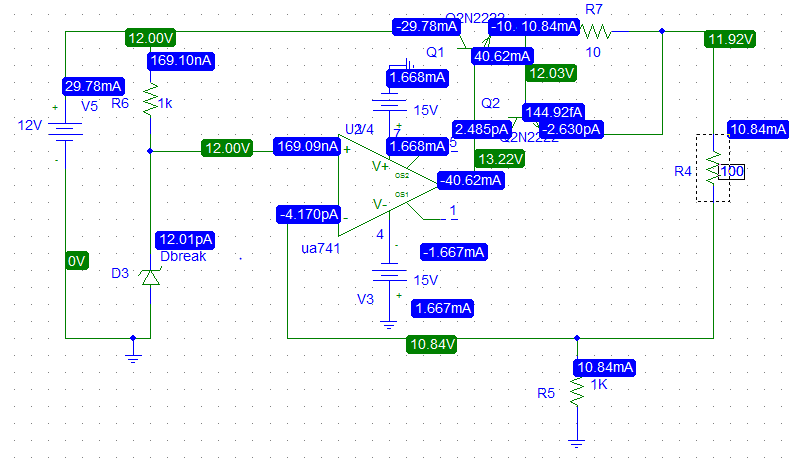 R7
Q2N2222
-29.78mA
-10.
10.84mA
12.00V
11.92V
Q1
169.10nA
40.62mA
10
1.668mA
12.03V
29.78mA
V5
R6
1k
15V
Q2
144.92fA
+
12V
-
U2
V4
+
7
2.485pA
-2.630pA
Q2N2222
10.84mA
12.00V
169.09nA
+
1.668mA
5
13.22V
V+
OS2
R4
100
-40.62mA
OS1
-4.170pA
-
V-
1
ua741
4
12.01pA
Dbreak
-
-1.667mA
0V
D3
15V
V3
+
1.667mA
10.84V
10.84mA
R5
1K